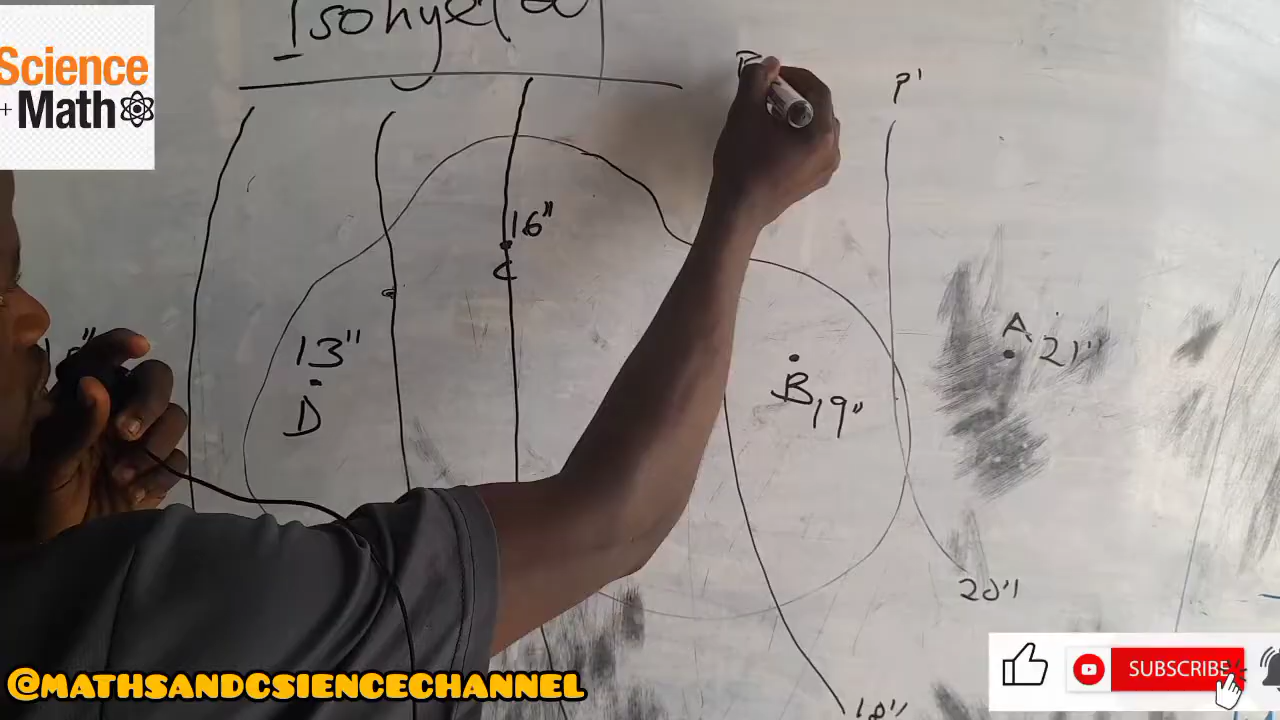 Isohyetal
Science
+ Math
P'
16"
C
A
21"
13"
D
B
19"
20"
18"
@MATHSANDCSIENCECHANNEL
SUBSCRIBE